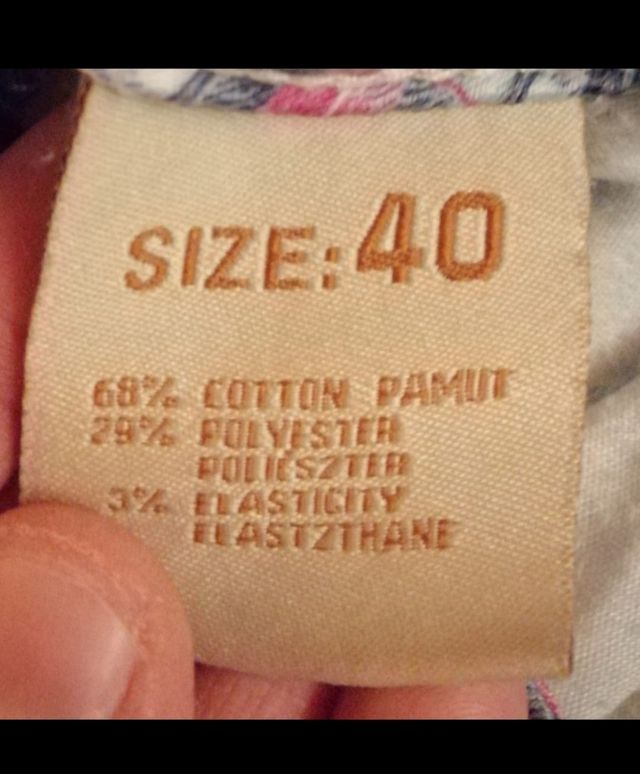 SIZE: 40
68% COTTON PAMUT
29% POLYESTER
POLIÉSZTER
3% ELASTICITY
ELASTZTHANE